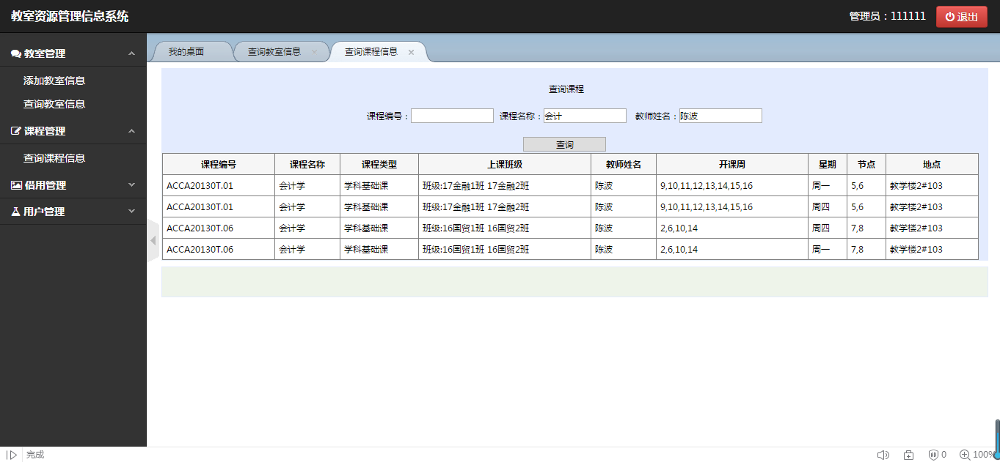 教室资源管理信息系统 管理员：111111 退出
我的桌面 查询教室信息 查询课程信息
教室管理
添加教室信息
查询教室信息
课程管理
查询课程信息
借用管理
用户管理
查询课程
课程编号： 课程名称：会计 教师姓名：陈波
查询
课程编号 课程名称 课程类型 上课班级 教师姓名 开课周 星期 节点 地点
ACCA20130T.01 会计学 学科基础课 班级:17金融1班 17金融2班 陈波 9,10,11,12,13,14,15,16 周一 5,6 教学楼2#103
ACCA20130T.01 会计学 学科基础课 班级:17金融1班 17金融2班 陈波 9,10,11,12,13,14,15,16 周四 5,6 教学楼2#103
ACCA20130T.06 会计学 学科基础课 班级:16国贸1班 16国贸2班 陈波 2,6,10,14 周四 7,8 教学楼2#103
ACCA20130T.06 会计学 学科基础课 班级:16国贸1班 16国贸2班 陈波 2,6,10,14 周一 7,8 教学楼2#103
完成 0 100%